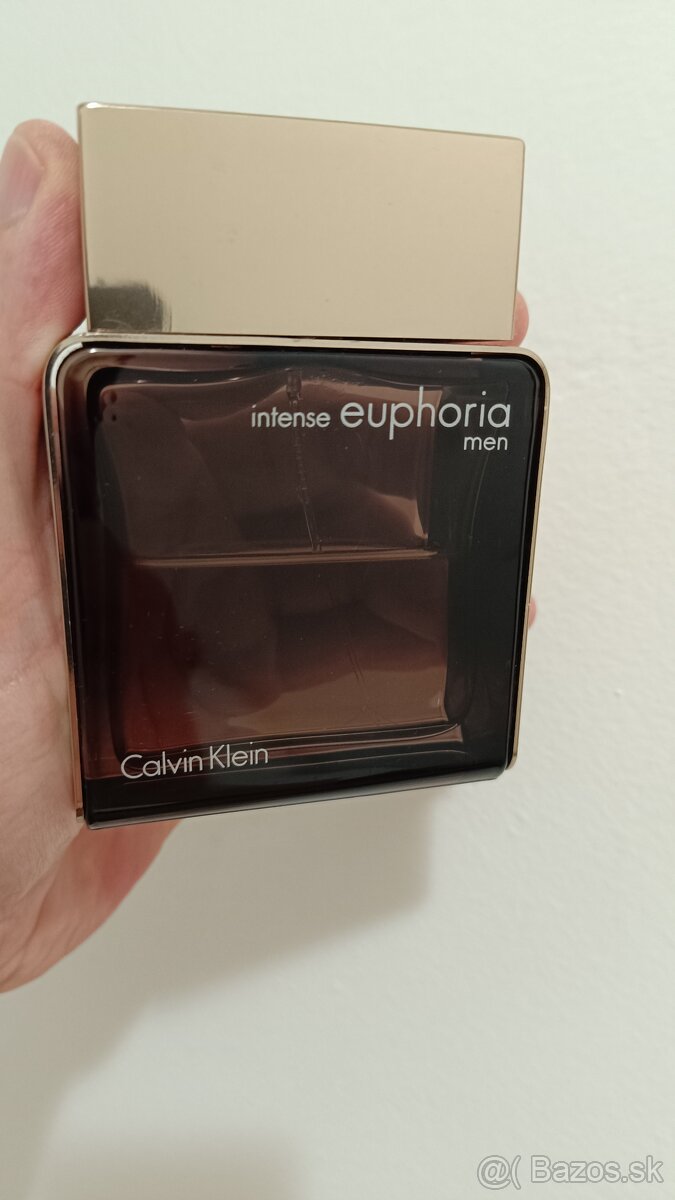 intense euphoria
men
Calvin Klein
@( Bazos.sk